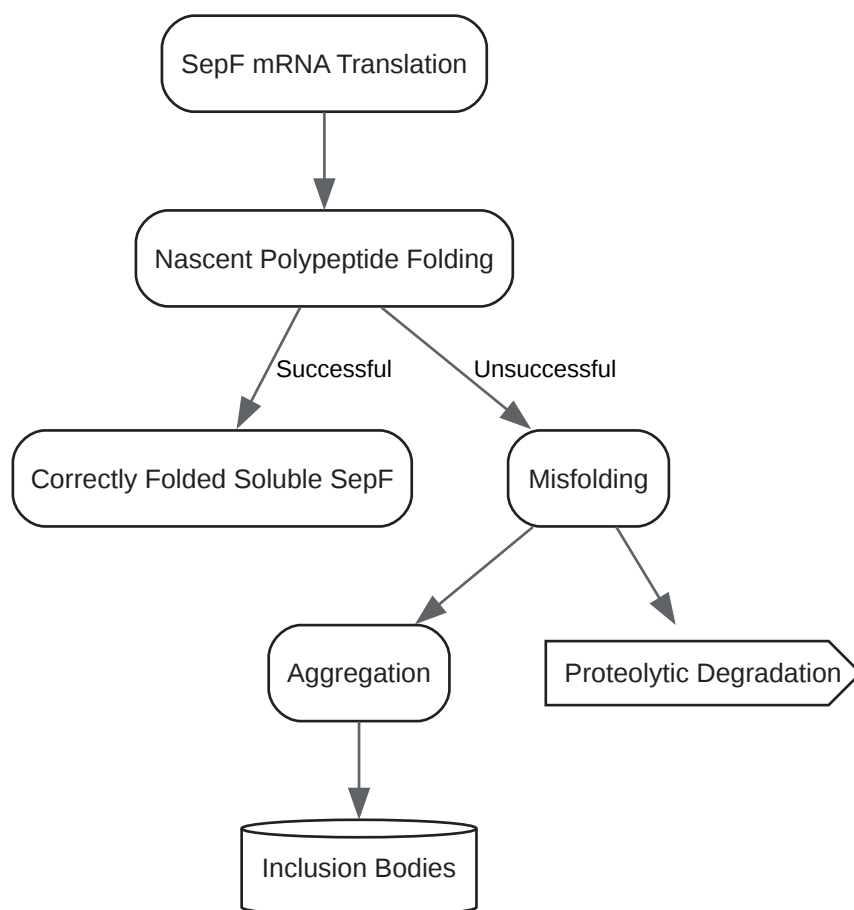 SepF mRNA Translation
Nascent Polypeptide Folding
Successful
Unsuccessful
Correctly Folded Soluble SepF
Misfolding
Aggregation
Proteolytic Degradation
Inclusion Bodies